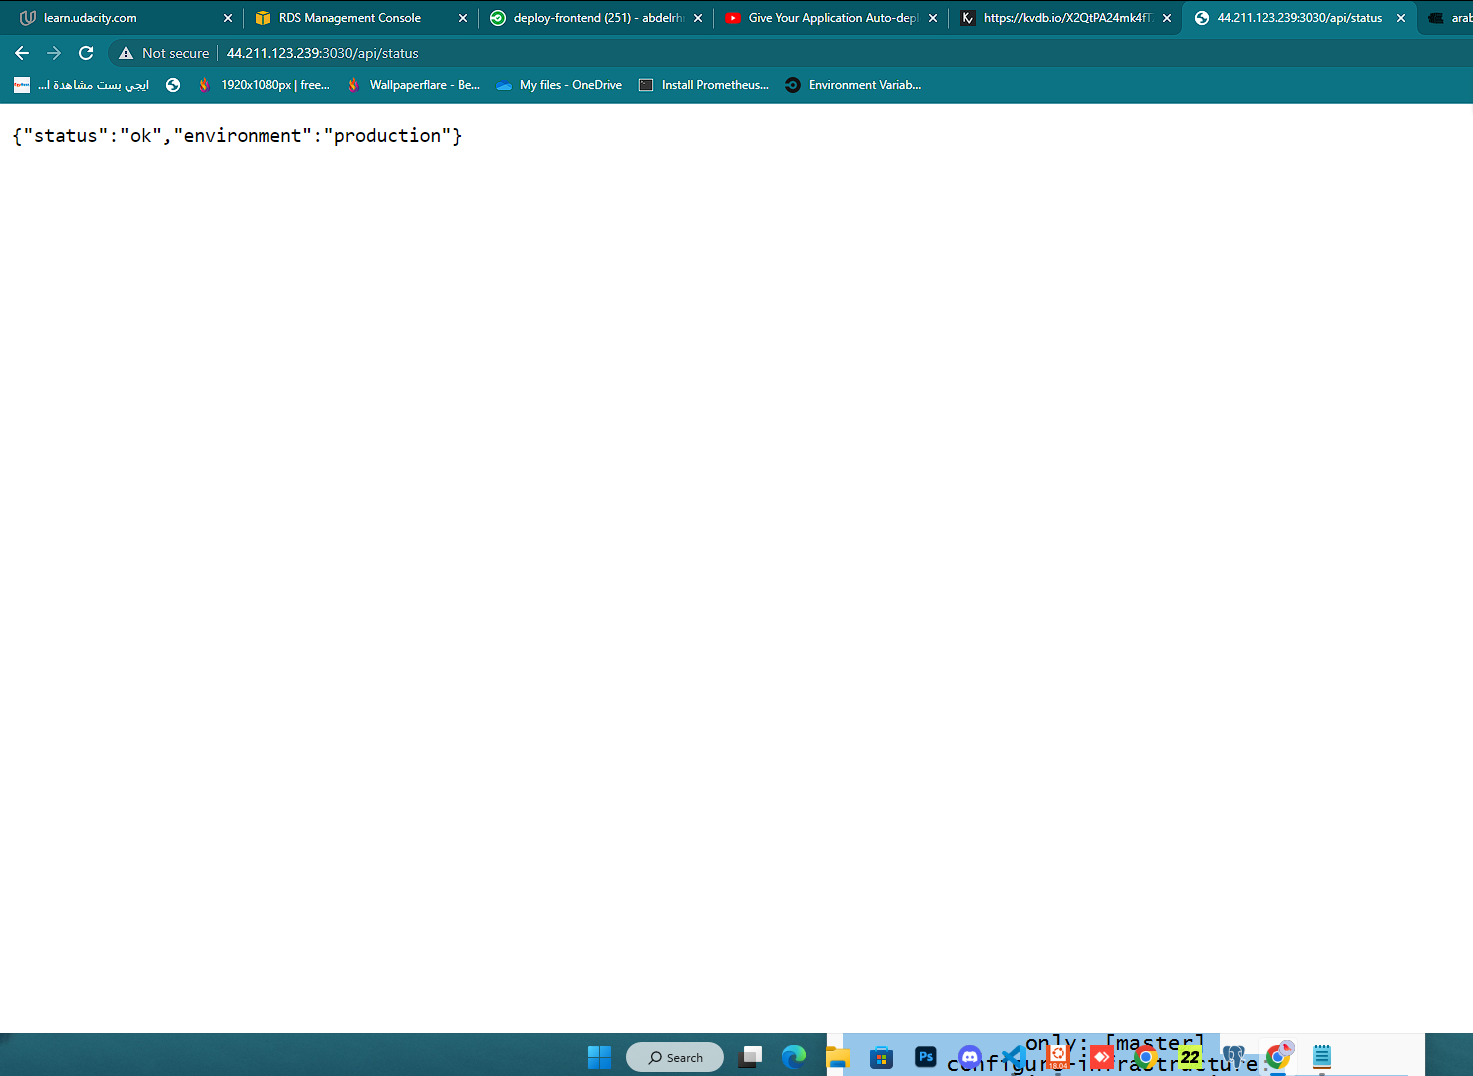 learn.udacity.com
RDS Management Console
deploy-frontend (251) - abdelrh
Give Your Application Auto-depl
https://kvdb.io/X2QtPA24mk4fT
44.211.123.239:3030/api/status
arab
Not secure
44.211.123.239:3030/api/status
ايجي بست مشاهدة ا...
1920x1080px | free...
Wallpaperflare - Be...
My files - OneDrive
Install Prometheus...
Environment Variab...
{"status":"ok","environment":"production"}
only: [master]
configure-infrastructure:
Search
Ps
18.04
22